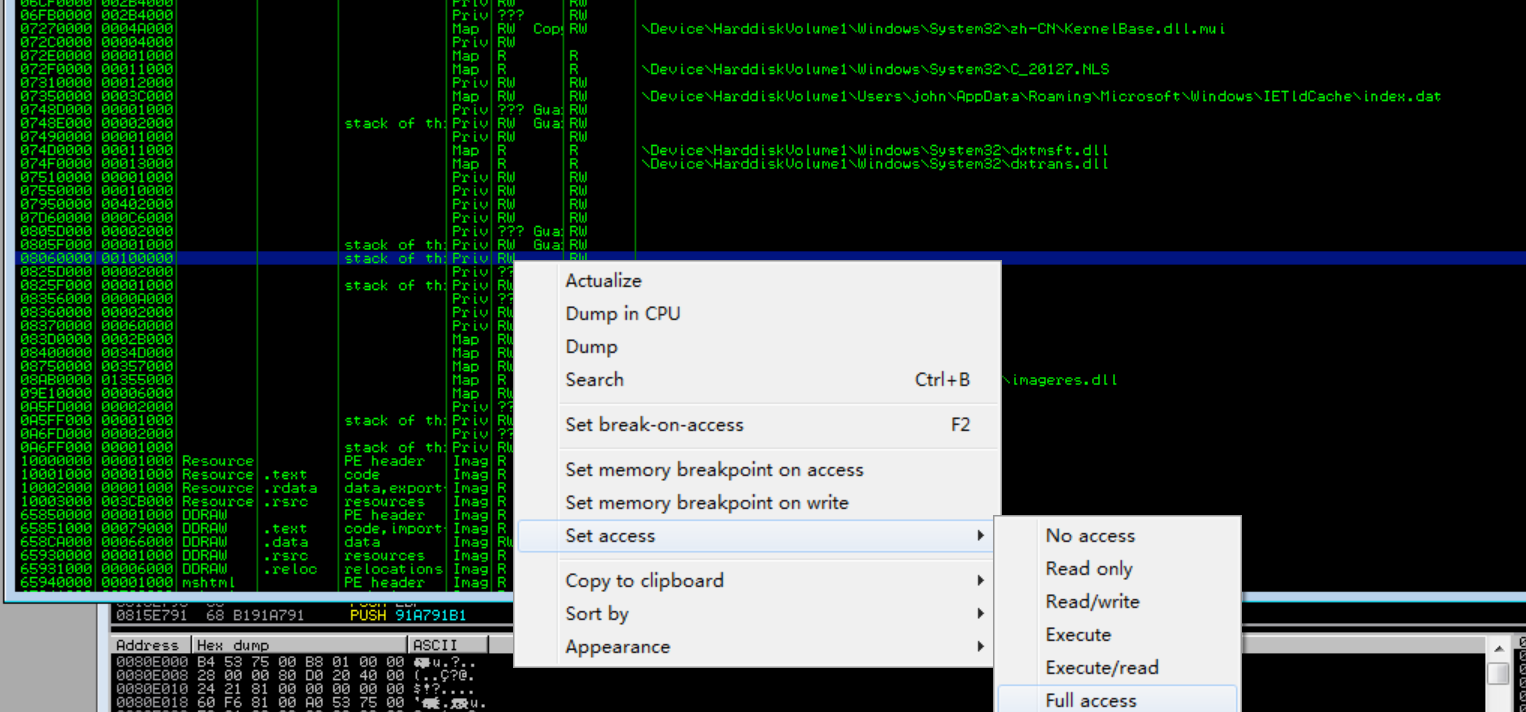 06CF0000 002B4000 Priv RW RW
06FB0000 002B4000 Priv ??? RW
07270000 0004A000 Map RW Cop RW \Device\HarddiskVolume1\Windows\System32\zh-CN\KernelBase.dll.mui
072C0000 00004000 Priv RW
072E0000 00001000 Map R R
072F0000 00011000 Map R R \Device\HarddiskVolume1\Windows\System32\C_20127.NLS
07310000 00012000 Priv RW RW
07350000 0003C000 Map RW RW \Device\HarddiskVolume1\Users\john\AppData\Roaming\Microsoft\Windows\IETldCache\index.dat
0748D000 00001000 Priv ??? Gua: RW
0748E000 00002000 stack of th: Priv RW Gua: RW
07490000 00001000 Priv RW RW
074D0000 00011000 Map R R \Device\HarddiskVolume1\Windows\System32\dxtmsft.dll
074F0000 00013000 Map R R \Device\HarddiskVolume1\Windows\System32\dxtrans.dll
07510000 00001000 Priv RW RW
07550000 00010000 Priv RW RW
07950000 00402000 Priv RW RW
07D60000 000C6000 Priv RW RW
0805D000 00002000 Priv ??? Gua: RW
0805F000 00001000 stack of th: Priv RW Gua: RW
08060000 00100000 stack of th: Priv RW RW
0825D000 00002000 Priv ??
0825F000 00001000 stack of th: Priv RW
08356000 0000A000 Priv ??
08360000 00002000 Priv RW
08370000 00060000 Priv RW
083D0000 0002B000 Map RW
08400000 0034D000 Map RW
08750000 00357000 Map RW
08AB0000 01355000 Map R \imageres.dll
09E10000 00006000 Map RW
0A5FD000 00002000 Priv ??
0A5FF000 00001000 stack of th: Priv RW
0A6FD000 00002000 Priv ??
0A6FF000 00001000 stack of th: Priv RW
10000000 00001000 Resource PE header Imag R
10001000 00001000 Resource .text code Imag R
10002000 00001000 Resource .rdata data,export Imag R
10003000 003CB000 Resource .rsrc resources Imag R
65850000 00001000 DDRAW PE header Imag R
65851000 00079000 DDRAW .text code,import Imag R
658CA000 00066000 DDRAW .data data Imag RW
65930000 00001000 DDRAW .rsrc resources Imag R
65931000 00006000 DDRAW .reloc relocations Imag R
65940000 00001000 mshtml PE header Imag R
Actualize
Dump in CPU
Dump
Search Ctrl+B
Set break-on-access F2
Set memory breakpoint on access
Set memory breakpoint on write
Set access
Copy to clipboard
Sort by
Appearance
No access
Read only
Read/write
Execute
Execute/read
Full access
0815E791 68 B191A791 PUSH 91A791B1
Address Hex dump ASCII
0080E000 B4 53 75 00 B8 01 00 00
0080E008 28 00 00 80 D0 20 40 00
0080E010 24 21 81 00 00 00 00 00
0080E018 60 F6 81 00 A0 53 75 00